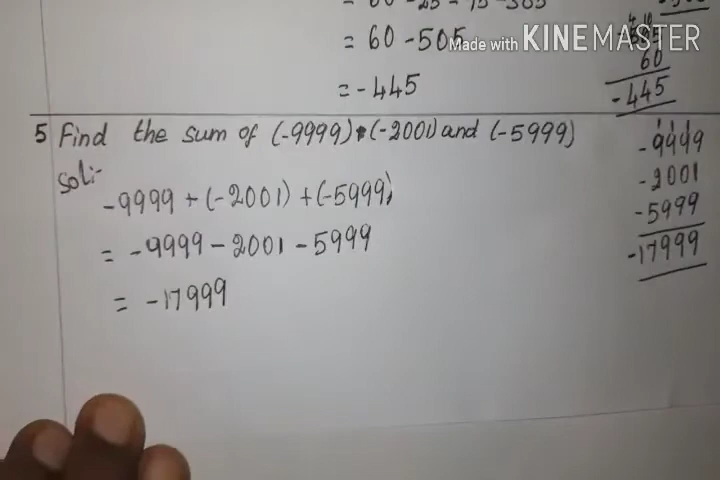 = 60 - 505
Made with KINEMASTER
60
= - 445
- 445
5 Find the sum of (-9999), (-2001) and (-5999)
Sol:-
-9999 + (-2001) + (-5999)
= -9999 - 2001 - 5999
= -17999
-9999
-2001
-5999
-17999